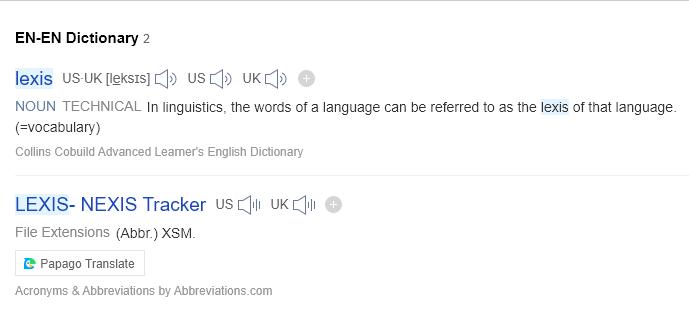 EN-EN Dictionary 2
lexis US·UK [leksɪs] US UK
NOUN TECHNICAL In linguistics, the words of a language can be referred to as the lexis of that language.
(=vocabulary)
Collins Cobuild Advanced Learner's English Dictionary
LEXIS- NEXIS Tracker US UK
File Extensions (Abbr.) XSM.
Papago Translate
Acronyms & Abbreviations by Abbreviations.com